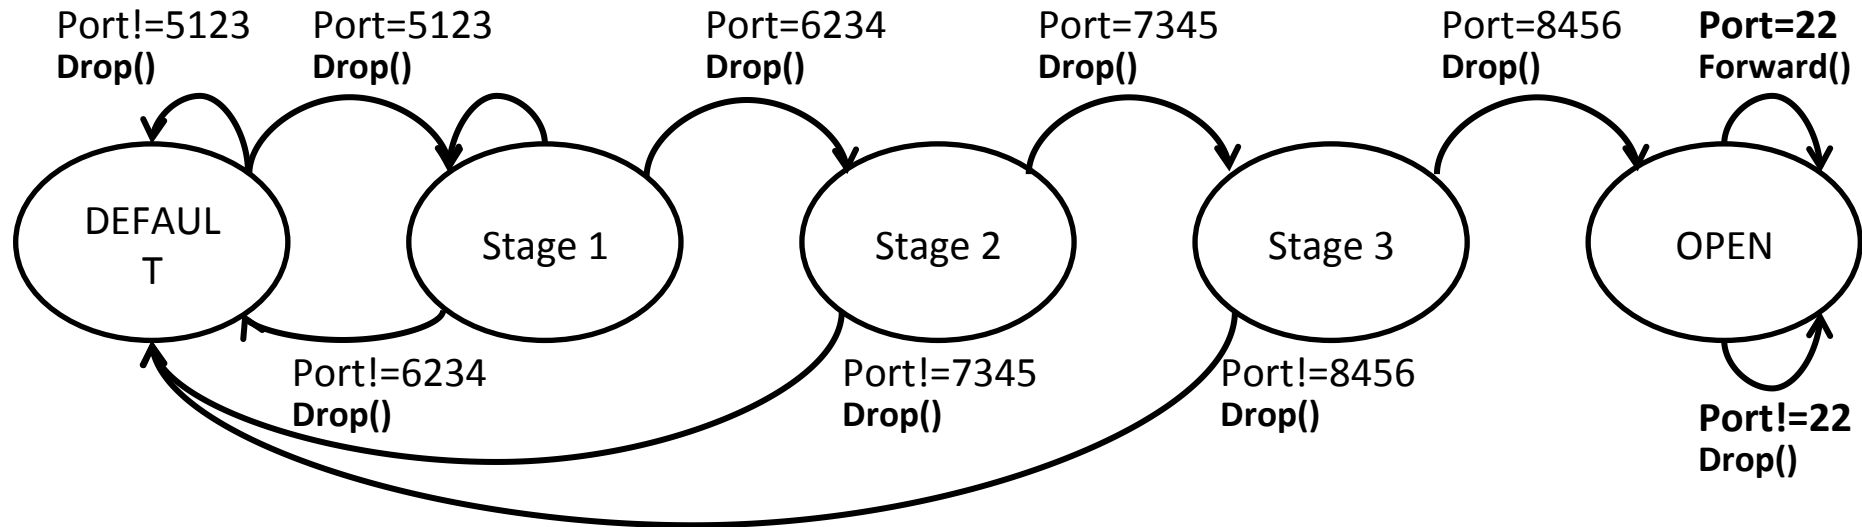 Port!=5123
Drop()
Port=5123
Drop()
Port=6234
Drop()
Port=7345
Drop()
Port=8456
Drop()
Port=22
Forward()
DEFAUL
T
Stage 1
Stage 2
Stage 3
OPEN
Port!=6234
Drop()
Port!=7345
Drop()
Port!=8456
Drop()
Port!=22
Drop()